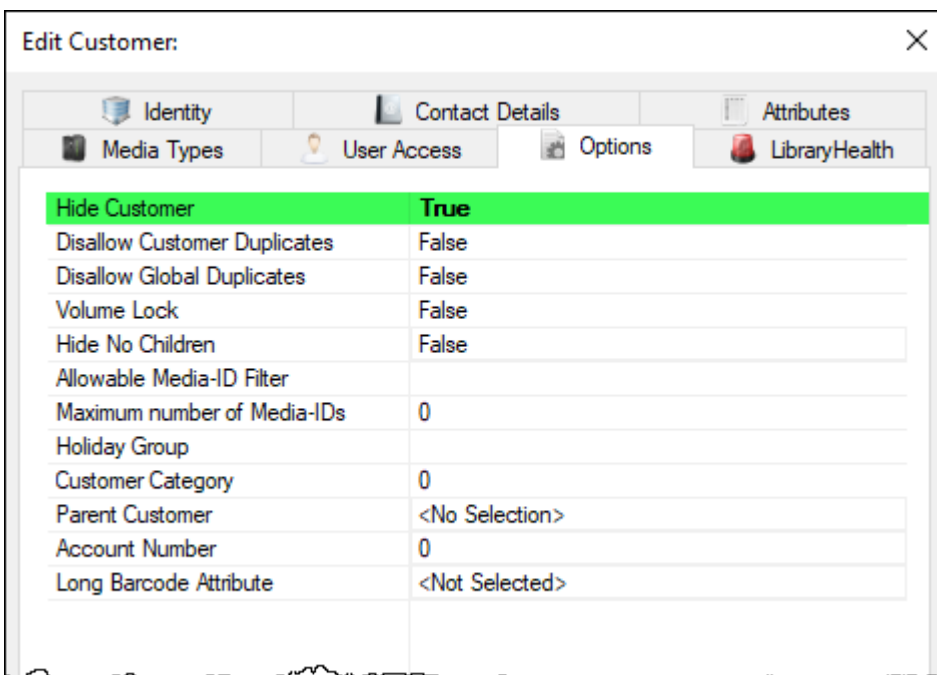 Edit Customer:
Identity Contact Details Attributes
Media Types User Access Options LibraryHealth
Hide Customer True
Disallow Customer Duplicates False
Disallow Global Duplicates False
Volume Lock False
Hide No Children False
Allowable Media-ID Filter
Maximum number of Media-IDs 0
Holiday Group
Customer Category 0
Parent Customer <No Selection>
Account Number 0
Long Barcode Attribute <Not Selected>